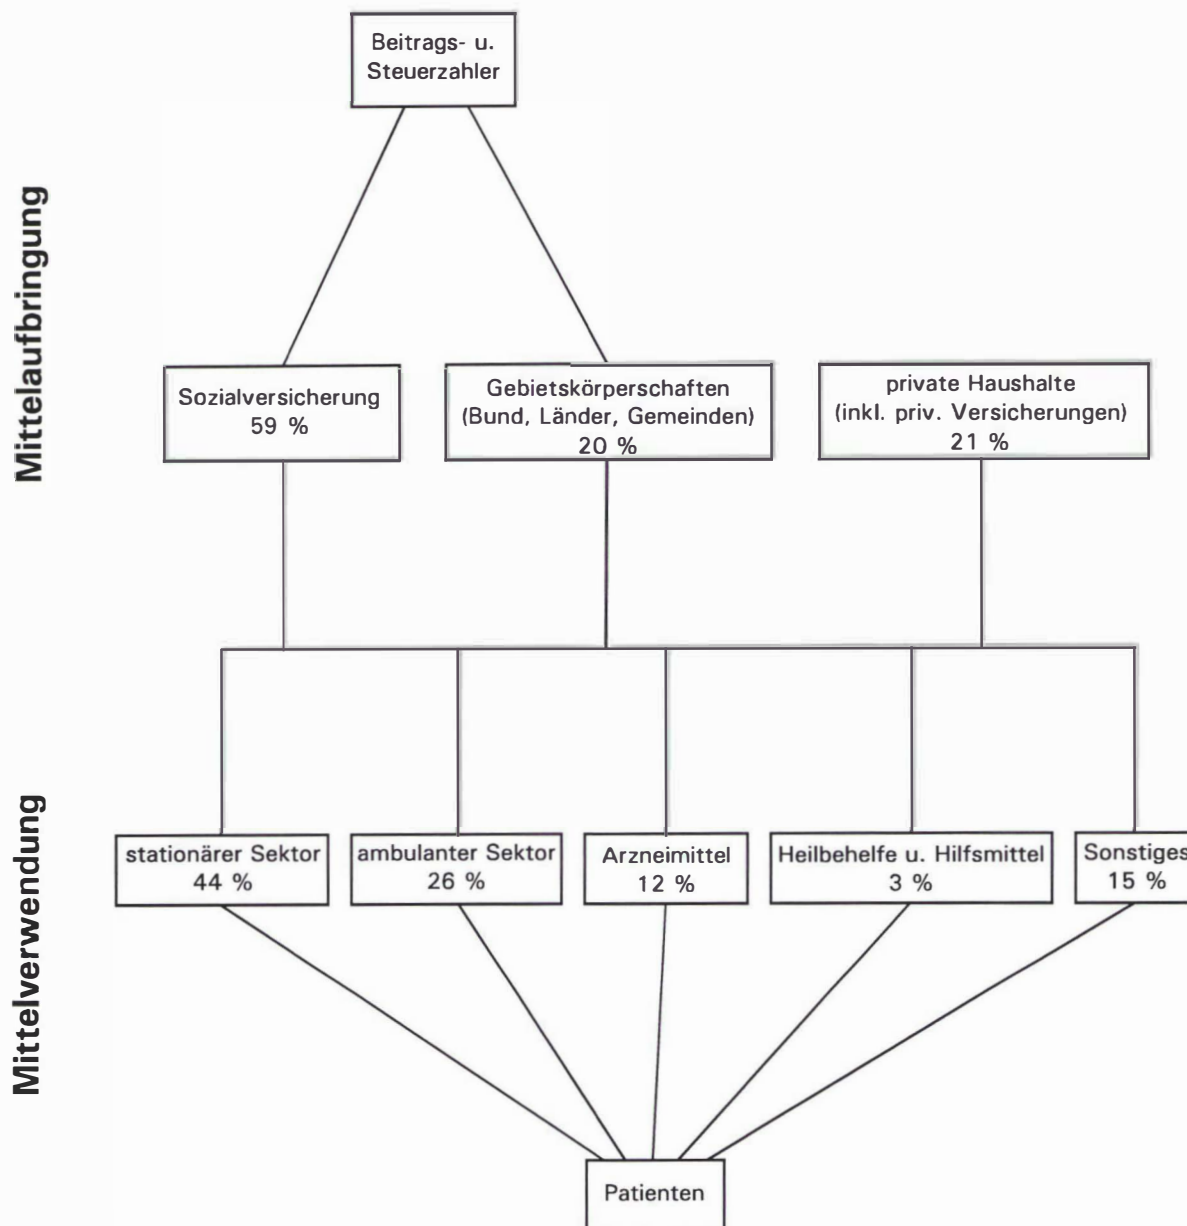 Beitrags- u.
Steuerzahler
Mittelaufbringung
Sozialversicherung
59 %
Gebietskörperschaften
(Bund, Länder, Gemeinden)
20 %
private Haushalte
(inkl. priv. Versicherungen)
21 %
Mittelverwendung
stationärer Sektor
44 %
ambulanter Sektor
26 %
Arzneimittel
12 %
Heilbehelfe u. Hilfsmittel
3 %
Sonstiges
15 %
Patienten